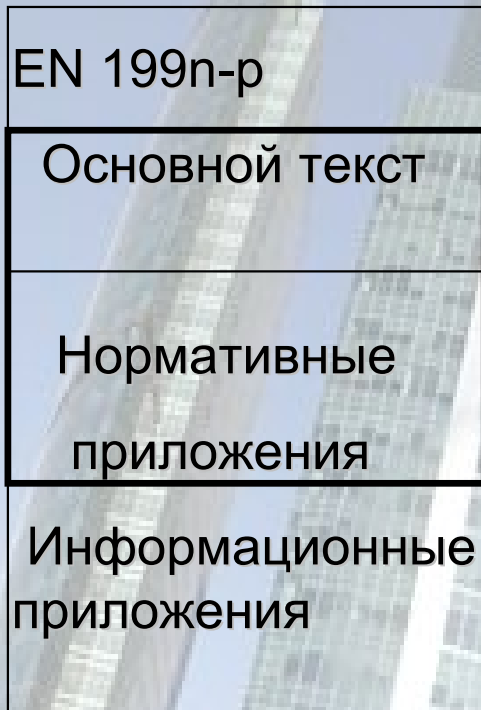 EN 199n-p
Основной текст
Нормативные
приложения
Информационные
приложения